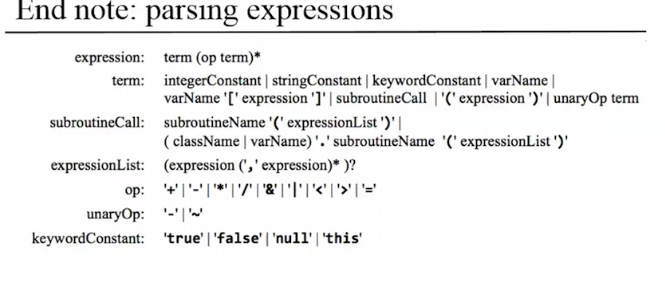 End note: parsing expressions
expression: term (op term)*
term: integerConstant | stringConstant | keywordConstant | varName |
varName '[' expression ']' | subroutineCall | '(' expression ')' | unaryOp term
subroutineCall: subroutineName '(' expressionList ')' |
( className | varName) '.' subroutineName '(' expressionList ')'
expressionList: (expression (',' expression)* )?
op: '+' | '-' | '*' | '/' | '&' | '|' | '<' | '>' | '='
unaryOp: '-' | '~'
keywordConstant: 'true' | 'false' | 'null' | 'this'